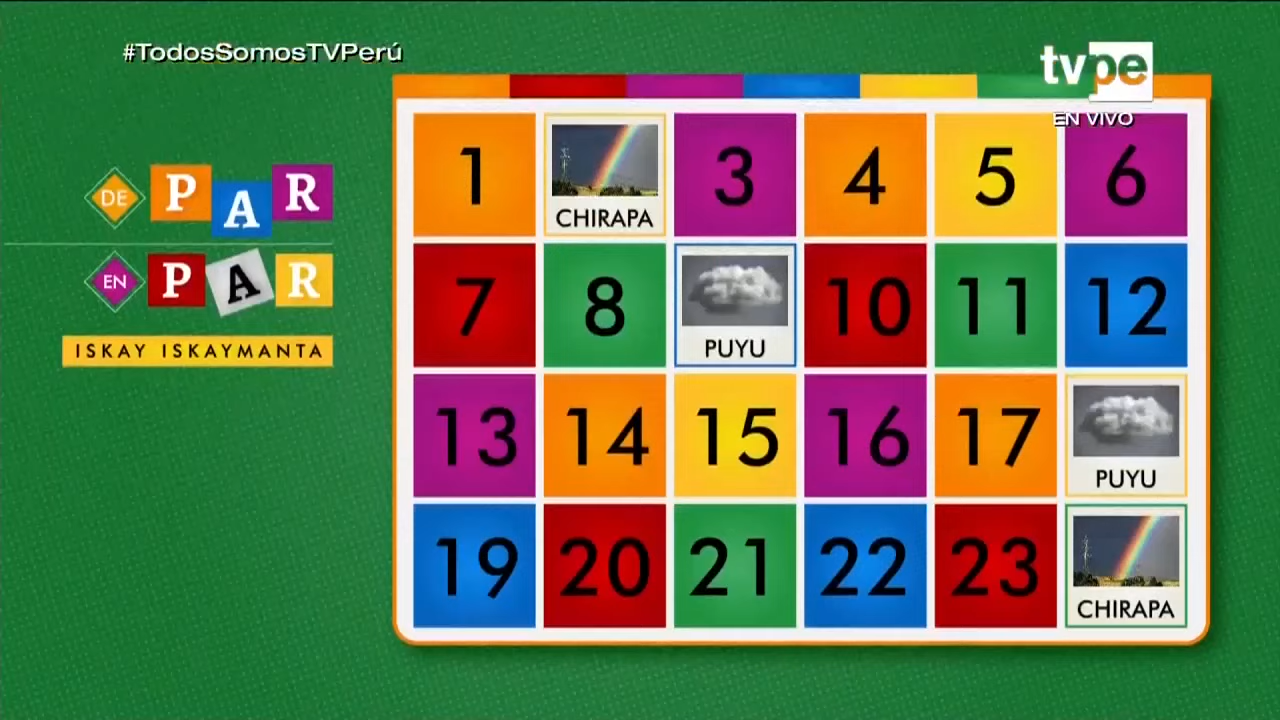 #TodosSomosTVPerú
tvpe
EN VIVO
DE PAR
EN PAR
ISKAY ISKAYMANTA
1 CHIRAPA 3 4 5 6
7 8 PUYU 10 11 12
13 14 15 16 17 PUYU
19 20 21 22 23 CHIRAPA